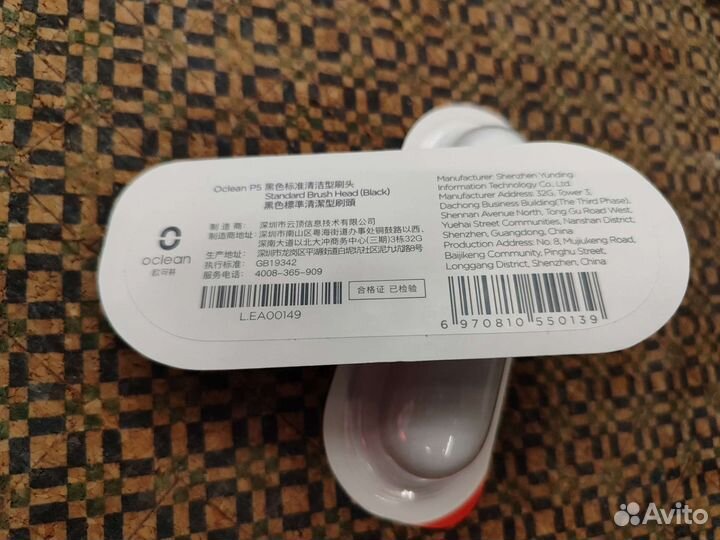 Oclean P5 黑色标准清洁型刷头
Standard Brush Head (Black)
黑色標準清潔型刷頭
制造商: 深圳市云顶信息技术有限公司
制造商地址: 深圳市南山区粤海街道办事处铜鼓路以西、
深南大道以北大冲商务中心(三期)3栋32G
生产地址: 深圳市龙岗区平湖街道白坭坑社区丕九坑路8号
执行标准: GB19342
服务电话: 4008-365-909
L.EA00149
合格证 已检验
oclean
欧可林
Manufacturer: Shenzhen Yunding
Information Technology Co., Ltd.
Manufacturer Address: 32G, Tower 3,
Dachong Business Building(The Third Phase),
Shennan Avenue North, Tong Gu Road West,
Yuehai Street Communities, Nanshan District,
Shenzhen, Guangdong, China
Production Address: No. 8, Mujiukeng Road,
Baijikeng Community, Pinghu Street,
Longgang District, Shenzhen, China
6 970810 550139
Avito